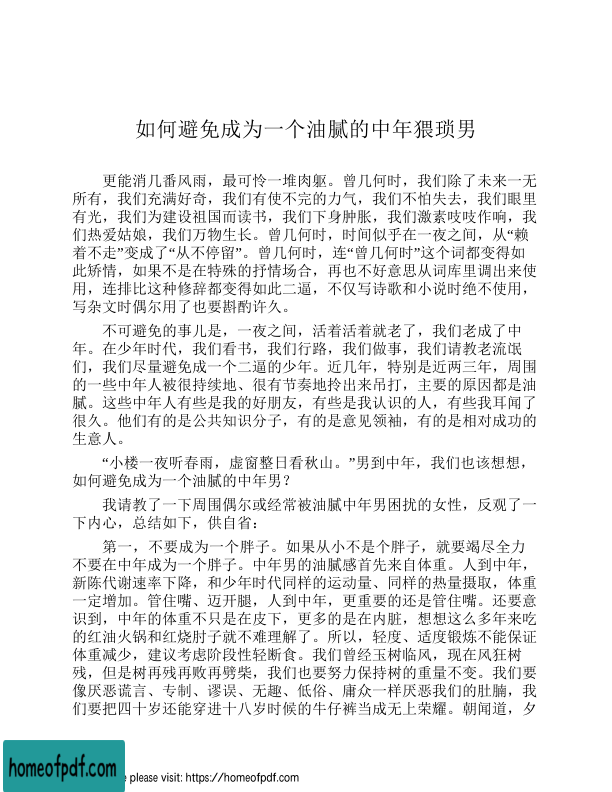 如何避免成为一个油腻的中年猥琐男
更能消几番风雨，最可怜一堆肉躯。曾几何时，我们除了未来一无
所有，我们充满好奇，我们有使不完的力气，我们不怕失去，我们眼里
有光，我们为建设祖国而读书，我们下身肿胀，我们激素吱吱作响，我
们热爱姑娘，我们万物生长。曾几何时，时间似乎在一夜之间，从“赖
着不走”变成了“从不停留”。曾几何时，连“曾几何时”这个词都变得如
此矫情，如果不是在特殊的抒情场合，再也不好意思从词库里调出来使
用，连排比这种修辞都变得如此二逼，不仅写诗歌和小说时绝不使用，
写杂文时偶尔用了也要斟酌许久。
不可避免的事儿是，一夜之间，活着活着就老了，我们老成了中
年。在少年时代，我们看书，我们行路，我们做事，我们请教老流氓
们，我们尽量避免成一个二逼的少年。近几年，特别是近两三年，周围
的一些中年人被很持续地、很有节奏地拎出来吊打，主要的原因都是油
腻。这些中年人有些是我的好朋友，有些是我认识的人，有些我耳闻了
很久。他们有的是公共知识分子，有的是意见领袖，有的是相对成功的
生意人。
“小楼一夜听春雨，虚窗整日看秋山。”男到中年，我们也该想想，
如何避免成为一个油腻的中年男？
我请教了一下周围偶尔或经常被油腻中年男困扰的女性，反观了一
下内心，总结如下，供自省：
第一，不要成为一个胖子。如果从小不是个胖子，就要竭尽全力
不要在中年成为一个胖子。中年男的油腻感首先来自体重。人到中年，
新陈代谢速率下降，和少年时代同样的运动量、同样的热量摄取，体重
一定增加。管住嘴、迈开腿，人到中年，更重要的还是管住嘴。还要意
识到，中年的体重不只是在皮下，更多的是在内脏，想想这么多年来吃
的红油火锅和红烧肘子就不难理解了。所以，轻度、适度锻炼不能保证
体重减少，建议考虑阶段性轻断食。我们曾经玉树临风，现在风狂树
残，但是树再残再败再劈柴，我们也要努力保持树的重量不变。我们要
像厌恶谎言、专制、谬误、无趣、低俗、庸众一样厌恶我们的肚腩，我
们要把四十岁还能穿进十八岁时候的牛仔裤当成无上荣耀。朝闻道，夕
homeofpdf.com
e please visit: https://homeofpdf.com